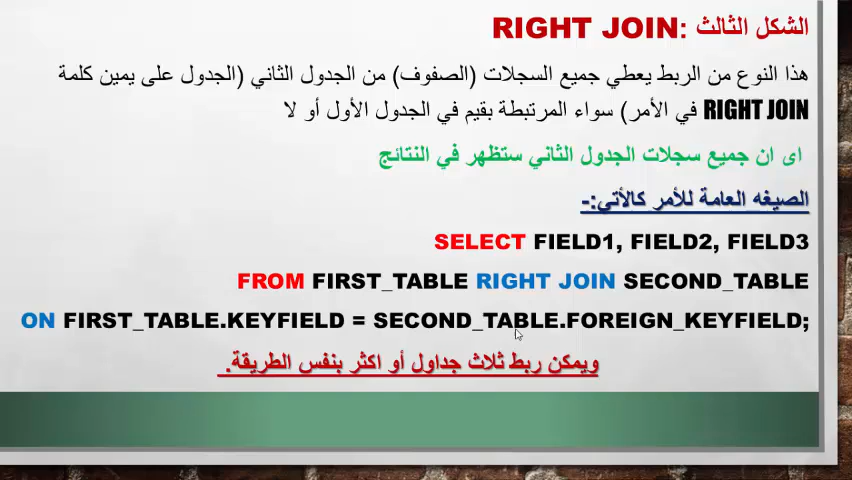 الشكل الثالث :RIGHT JOIN
هذا النوع من الربط يعطي جميع السجلات (الصفوف) من الجدول الثاني (الجدول على يمين كلمة
RIGHT JOIN في الأمر) سواء المرتبطة بقيم في الجدول الأول أو لا
اى ان جميع سجلات الجدول الثاني ستظهر في النتائج
الصيغه العامة للأمر كالأتي:-
SELECT FIELD1, FIELD2, FIELD3
FROM FIRST_TABLE RIGHT JOIN SECOND_TABLE
ON FIRST_TABLE.KEYFIELD = SECOND_TABLE.FOREIGN_KEYFIELD;
ويمكن ربط ثلاث جداول أو اكثر بنفس الطريقة.